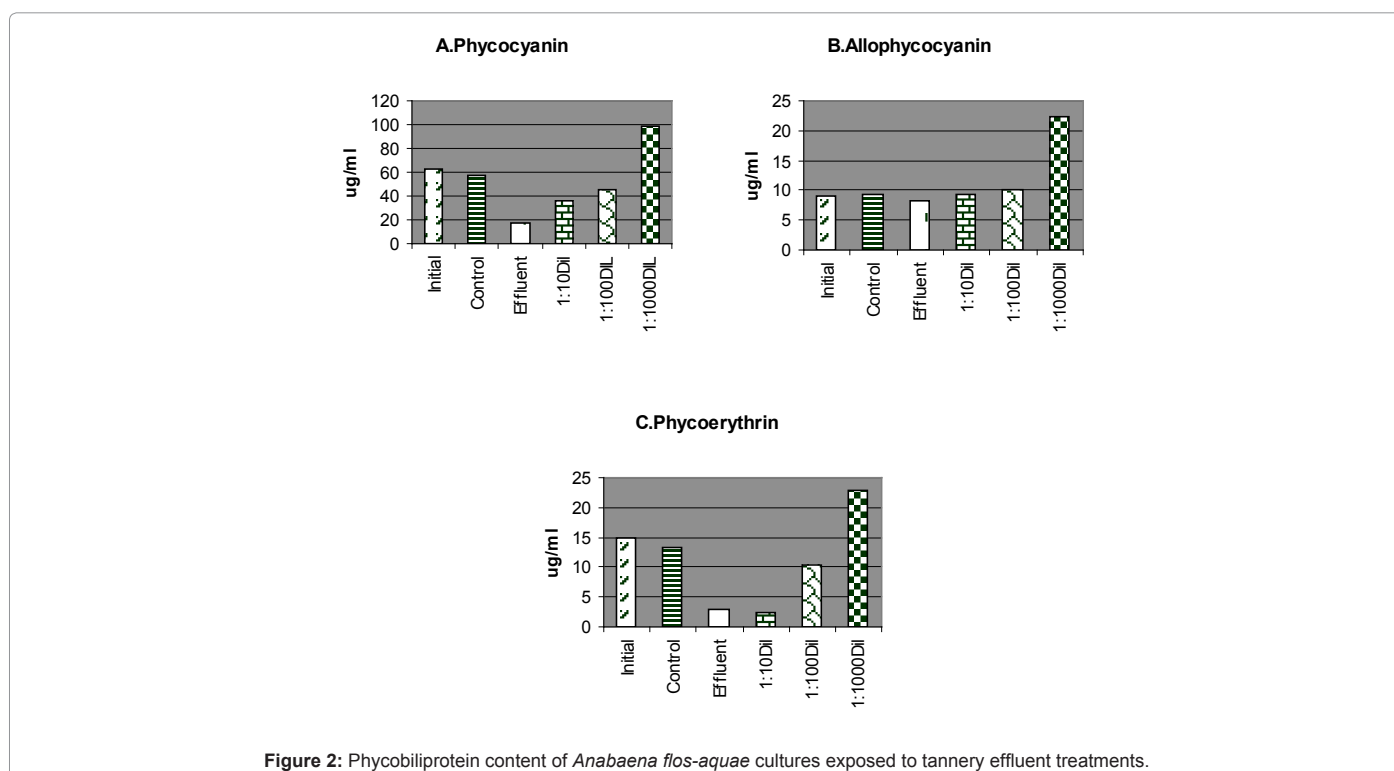 A.Phycocyanin
ug/ml
120
100
80
60
40
20
0
Initial
Control
Effluent
1:10Dil
1:100DIL
1:1000DIL
B.Allophycocyanin
ug/ml
25
20
15
10
5
0
Initial
Control
Effluent
1:10Dil
1:100Dil
1:1000Dil
C.Phycoerythrin
ug/ml
25
20
15
10
5
0
Initial
Control
Effluent
1:10Dil
1:100Dil
1:1000Dil
Figure 2: Phycobiliprotein content of Anabaena flos-aquae cultures exposed to tannery effluent treatments.